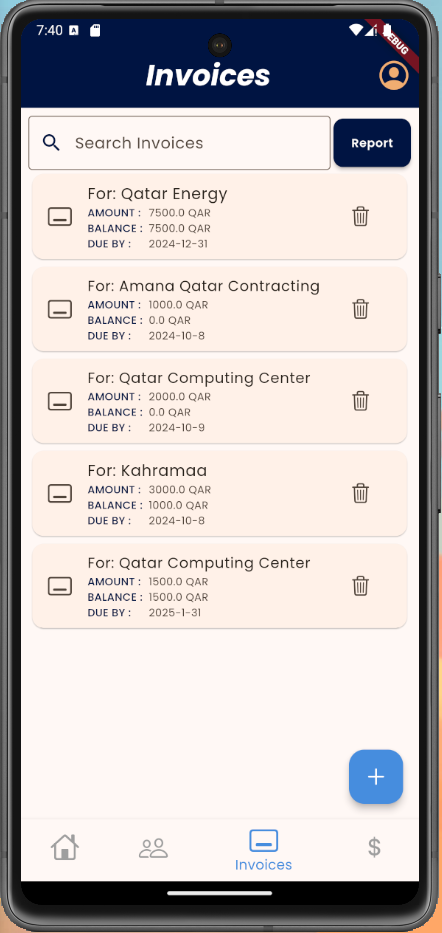 7:40
DEBUG
Invoices
Search Invoices
Report
For: Qatar Energy
AMOUNT : 7500.0 QAR
BALANCE : 7500.0 QAR
DUE BY : 2024-12-31
For: Amana Qatar Contracting
AMOUNT : 1000.0 QAR
BALANCE : 0.0 QAR
DUE BY : 2024-10-8
For: Qatar Computing Center
AMOUNT : 2000.0 QAR
BALANCE : 0.0 QAR
DUE BY : 2024-10-9
For: Kahramaa
AMOUNT : 3000.0 QAR
BALANCE : 1000.0 QAR
DUE BY : 2024-10-8
For: Qatar Computing Center
AMOUNT : 1500.0 QAR
BALANCE : 1500.0 QAR
DUE BY : 2025-1-31
+
Invoices
$